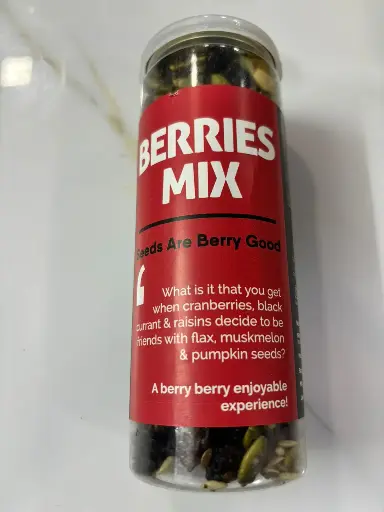 BERRIES
MIX
Seeds Are Berry Good
What is it that you get
when cranberries, black
currant & raisins decide to be
friends with flax, muskmelon
& pumpkin seeds?
A berry berry enjoyable
experience!